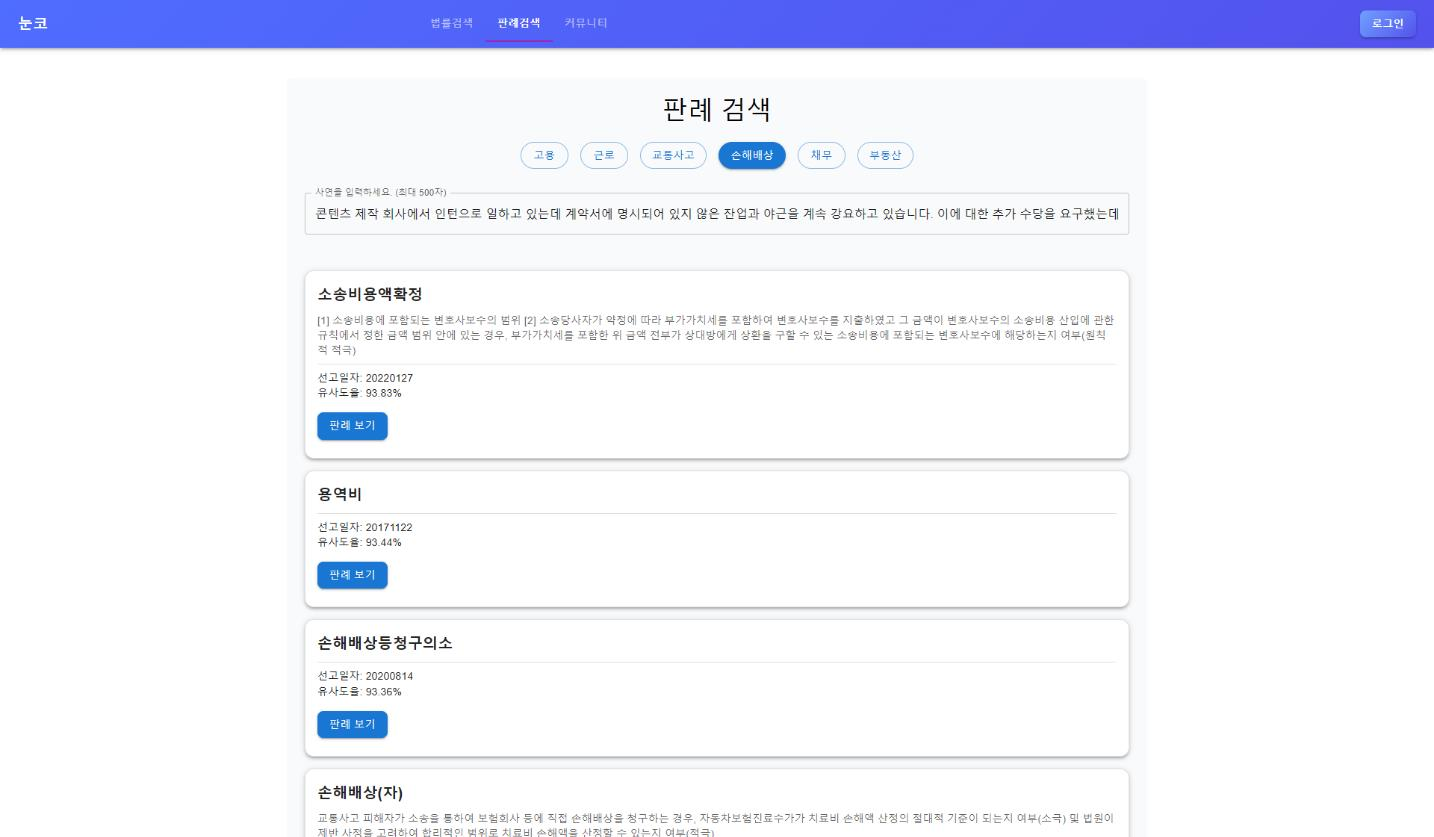 눈코
법률검색 판례검색 커뮤니티
로그인
판례 검색
고용 근로 교통사고 손해배상 채무 부동산
사연을 입력하세요. (최대 500자)
콘텐츠 제작 회사에서 인턴으로 일하고 있는데 계약서에 명시되어 있지 않은 잔업과 야근을 계속 강요하고 있습니다. 이에 대한 추가 수당을 요구했는데
소송비용액확정
[1] 소송비용에 포함되는 변호사보수의 범위 [2] 소송당사자가 약정에 따라 부가가치세를 포함하여 변호사보수를 지출하였고 그 금액이 변호사보수의 소송비용 산입에 관한
규칙에서 정한 금액 범위 안에 있는 경우, 부가가치세를 포함한 위 금액 전부가 상대방에게 상환을 구할 수 있는 소송비용에 포함되는 변호사보수에 해당하는지 여부(원칙
적 적극)
선고일자: 20220127
유사도율: 93.83%
판례 보기
용역비
선고일자: 20171122
유사도율: 93.44%
판례 보기
손해배상등청구의소
선고일자: 20200814
유사도율: 93.36%
판례 보기
손해배상(자)
교통사고 피해자가 소송을 통하여 보험회사 등에 직접 손해배상을 청구하는 경우, 자동차보험진료수가가 치료비 손해액 산정의 절대적 기준이 되는지 여부(소극) 및 법원이
제반 사정을 고려하여 합리적인 범위로 치료비 손해액을 산정할 수 있는지 여부(적극)